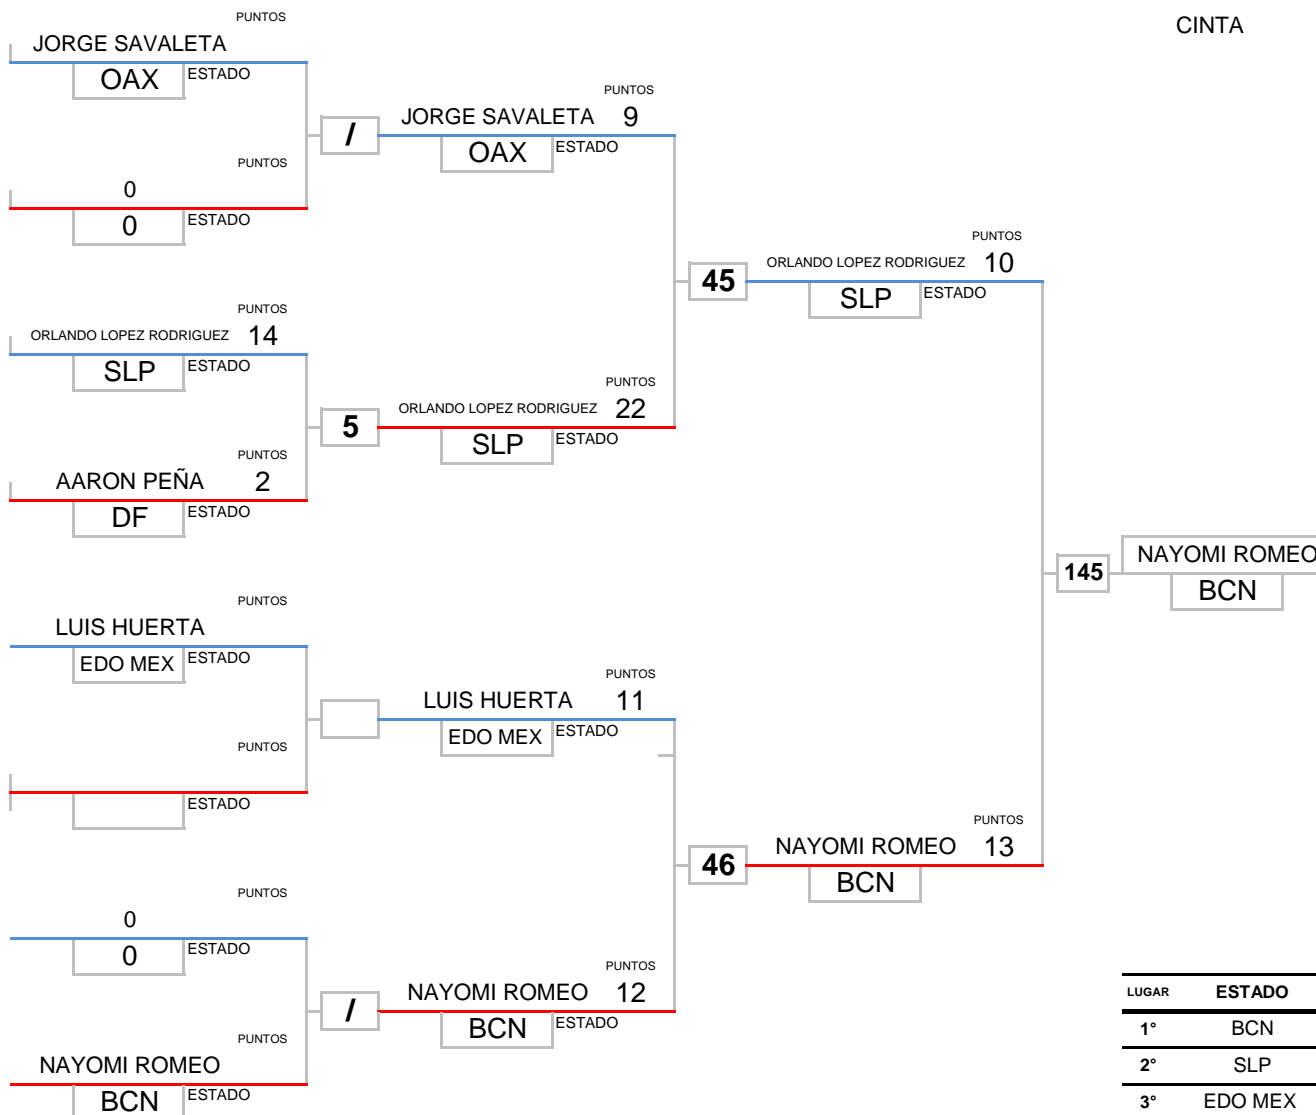 PUNTOS
CINTA
JORGE SAVALETA
OAX ESTADO
PUNTOS
JORGE SAVALETA 9
/
OAX ESTADO
PUNTOS
0
0 ESTADO
PUNTOS
ORLANDO LOPEZ RODRIGUEZ 10
45
SLP ESTADO
PUNTOS
ORLANDO LOPEZ RODRIGUEZ 14
SLP ESTADO
PUNTOS
ORLANDO LOPEZ RODRIGUEZ 22
5
SLP ESTADO
PUNTOS
AARON PEÑA 2
DF ESTADO
NAYOMI ROMEO
145
BCN
PUNTOS
LUIS HUERTA
EDO MEX ESTADO
PUNTOS
LUIS HUERTA 11
EDO MEX ESTADO
PUNTOS
ESTADO
PUNTOS
NAYOMI ROMEO 13
46
BCN
PUNTOS
0
0 ESTADO
PUNTOS
NAYOMI ROMEO 12
/
BCN ESTADO
PUNTOS
NAYOMI ROMEO
BCN ESTADO
LUGAR ESTADO
1° BCN
2° SLP
3° EDO MEX